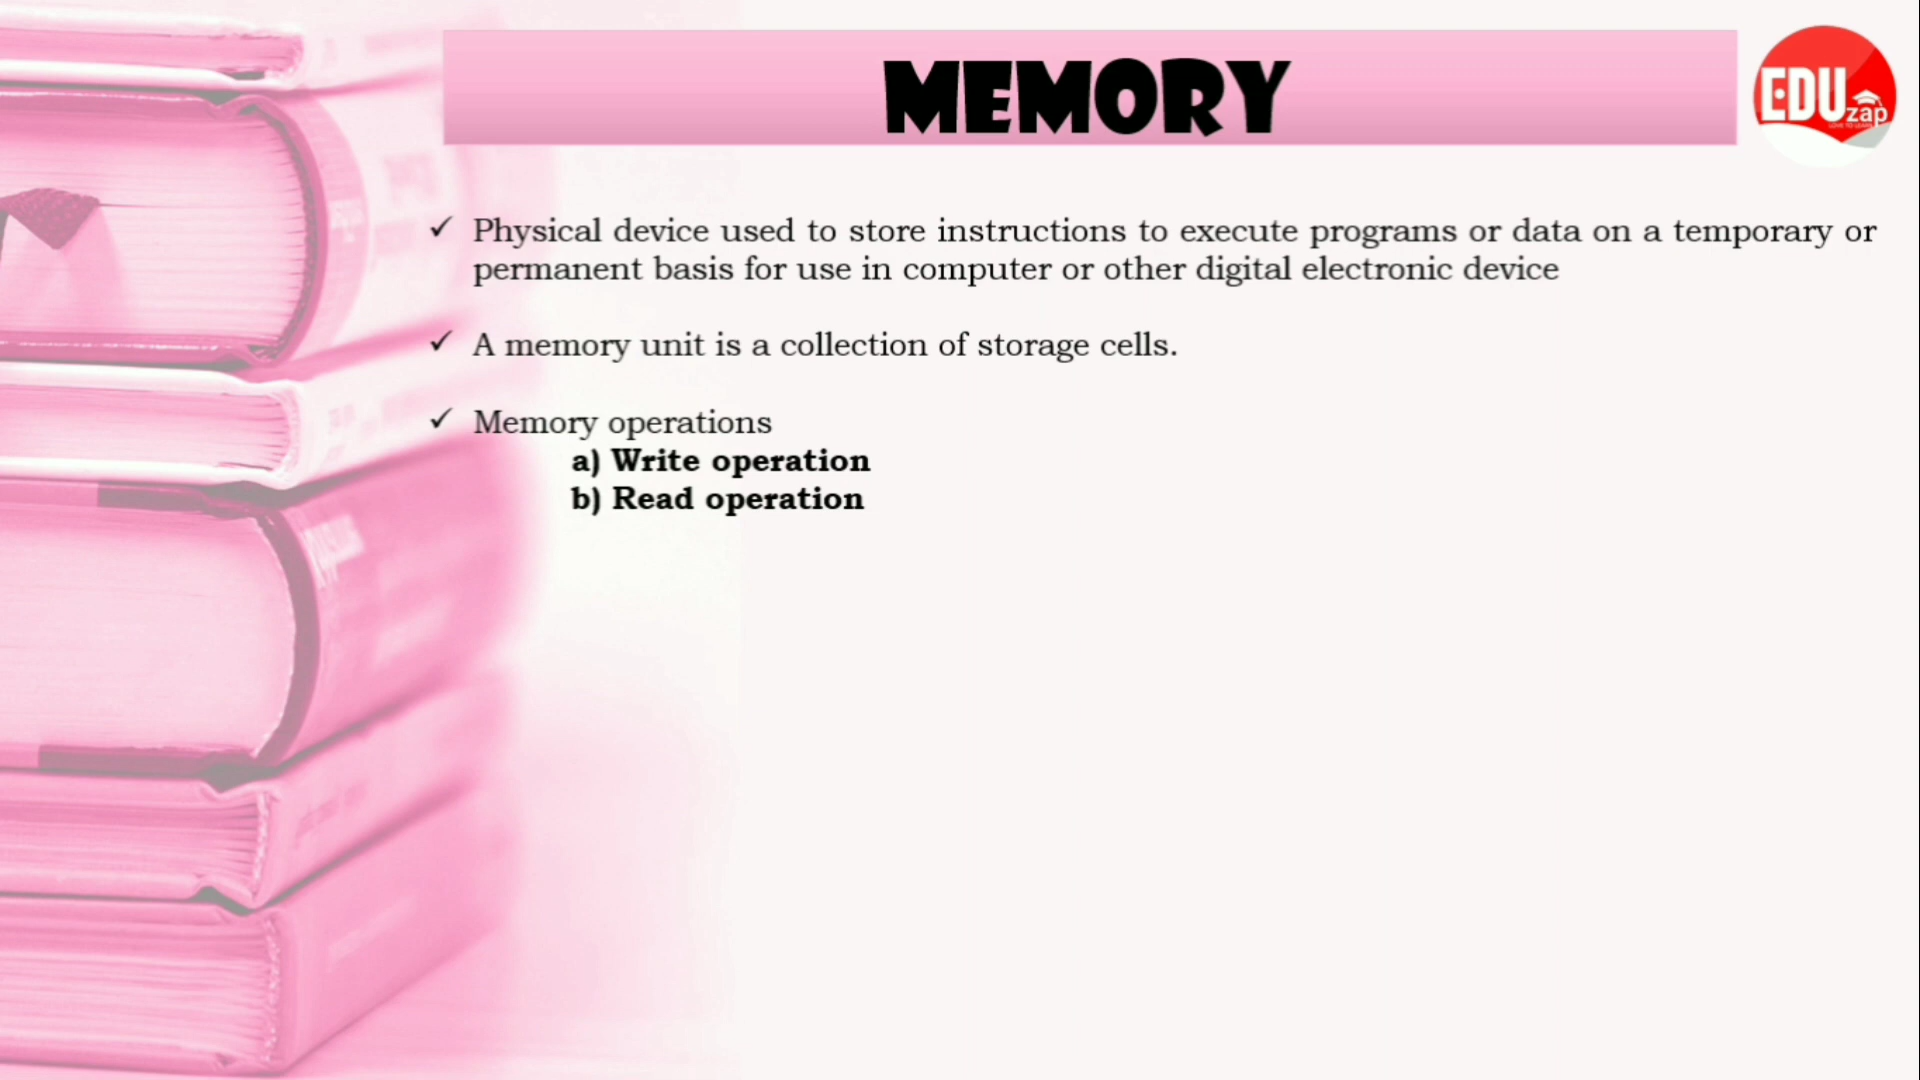 MEMORY
EDU
zap
✓ Physical device used to store instructions to execute programs or data on a temporary or
permanent basis for use in computer or other digital electronic device
✓ A memory unit is a collection of storage cells.
✓ Memory operations
a) Write operation
b) Read operation